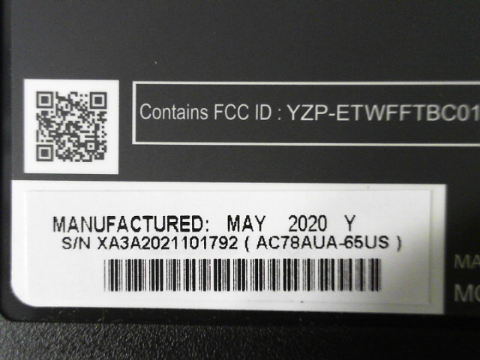 Contains FCC ID : YZP-ETWFFTBC01
MANUFACTURED: MAY 2020 Y
S/N XA3A2021101792 ( AC78AUA-65US )